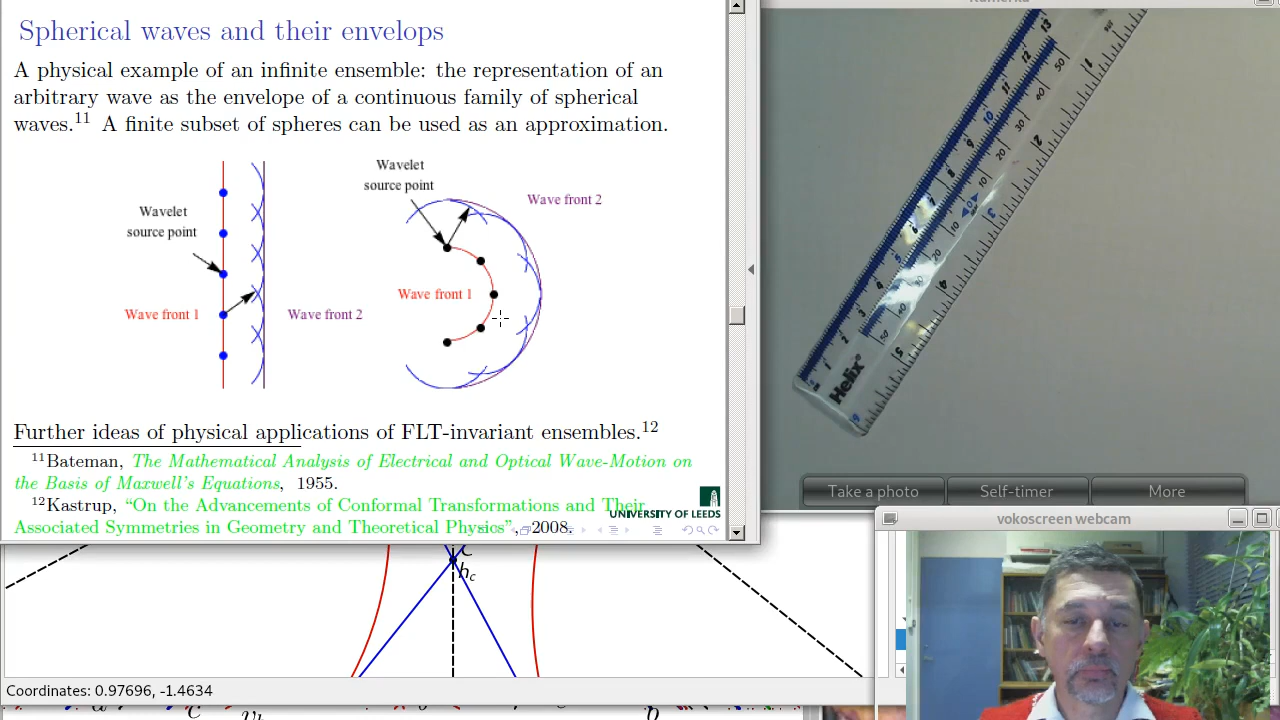 Spherical waves and their envelops
A physical example of an infinite ensemble: the representation of an
arbitrary wave as the envelope of a continuous family of spherical
waves.11 A finite subset of spheres can be used as an approximation.
Wavelet
source point
Wave front 1
Wave front 2
Wavelet
source point
Wave front 1
Wave front 2
Further ideas of physical applications of FLT-invariant ensembles.12
11Bateman, The Mathematical Analysis of Electrical and Optical Wave-Motion on
the Basis of Maxwell's Equations, 1955.
12Kastrup, “On the Advancements of Conformal Transformations and Their
Associated Symmetries in Geometry and Theoretical Physics”, 2008.
UNIVERSITY OF LEEDS
Helix
Take a photo
Self-timer
More
vokoscreen webcam
hc
Coordinates: 0.97696, -1.4634